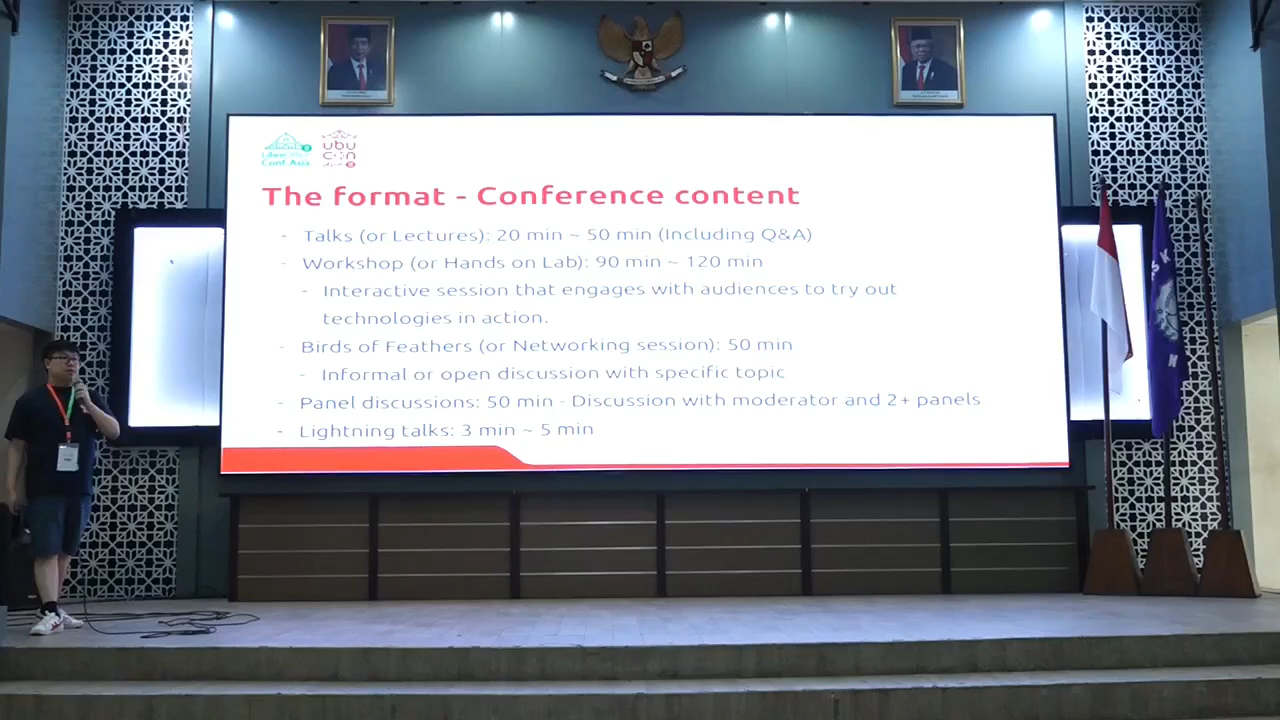 Conf Asia
ubu
con
The format - Conference content
- Talks (or Lectures): 20 min ~ 50 min (Including Q&A)
- Workshop (or Hands on Lab): 90 min ~ 120 min
- Interactive session that engages with audiences to try out
technologies in action.
- Birds of Feathers (or Networking session): 50 min
- Informal or open discussion with specific topic
- Panel discussions: 50 min - Discussion with moderator and 2+ panels
- Lightning talks: 3 min ~ 5 min